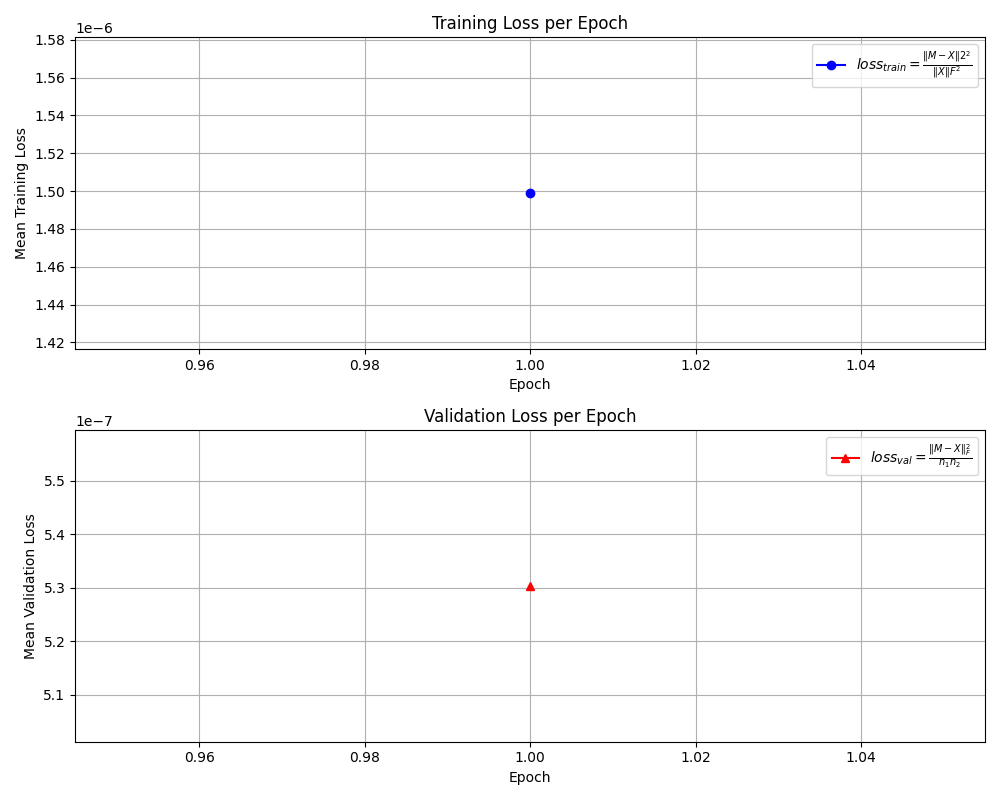 Training Loss per Epoch
1e−6
1.58
1.56
1.54
1.52
1.50
1.48
1.46
1.44
1.42
Mean Training Loss
loss_train = ‖M − X‖2² / ‖X‖F²
0.96 0.98 1.00 1.02 1.04
Epoch
Validation Loss per Epoch
1e−7
5.5
5.4
5.3
5.2
5.1
Mean Validation Loss
loss_val = ‖M − X‖_F² / n₁n₂
0.96 0.98 1.00 1.02 1.04
Epoch